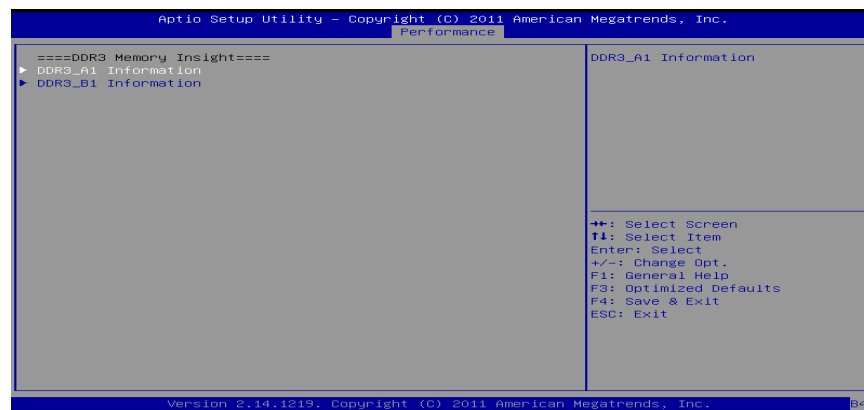 Aptio Setup Utility – Copyright (C) 2011 American Megatrends, Inc.
Performance
====DDR3 Memory Insight====
► DDR3_A1 Information
► DDR3_B1 Information
DDR3_A1 Information
→←: Select Screen
↑↓: Select Item
Enter: Select
+/-: Change Opt.
F1: General Help
F3: Optimized Defaults
F4: Save & Exit
ESC: Exit
Version 2.14.1219. Copyright (C) 2011 American Megatrends, Inc.